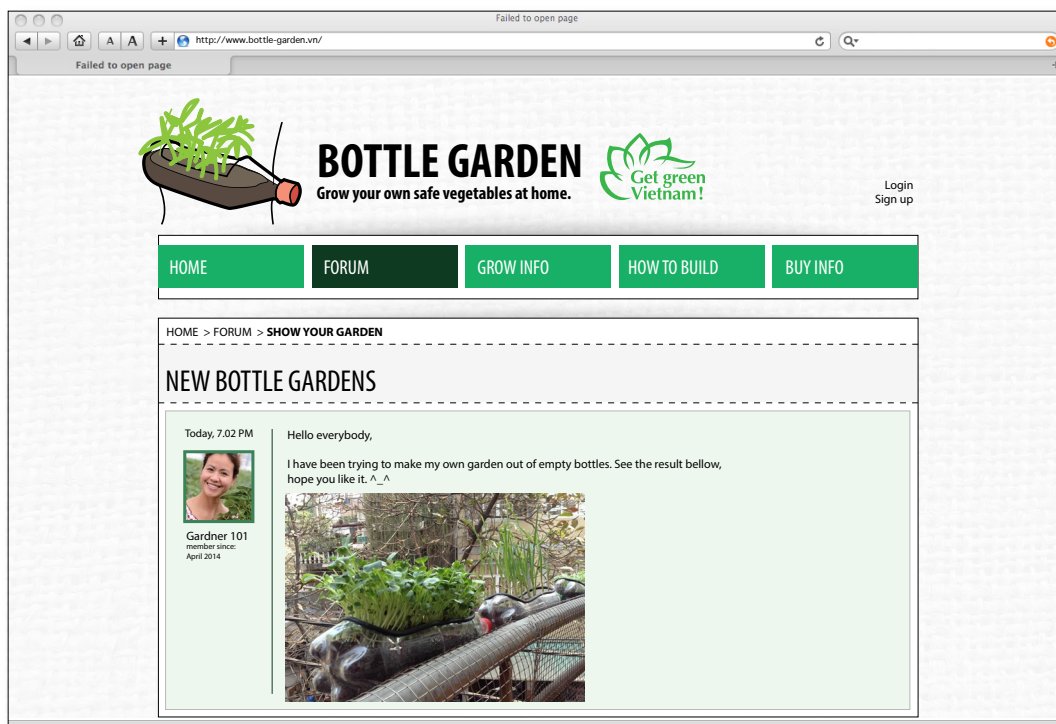 Failed to open page
A A + http://www.bottle-garden.vn/ Q
Failed to open page +
BOTTLE GARDEN
Grow your own safe vegetables at home.
Get green
Vietnam!
Login
Sign up
HOME FORUM GROW INFO HOW TO BUILD BUY INFO
HOME > FORUM > SHOW YOUR GARDEN
NEW BOTTLE GARDENS
Today, 7.02 PM
Gardner 101
member since:
April 2014
Hello everybody,
I have been trying to make my own garden out of empty bottles. See the result bellow,
hope you like it. ^_^